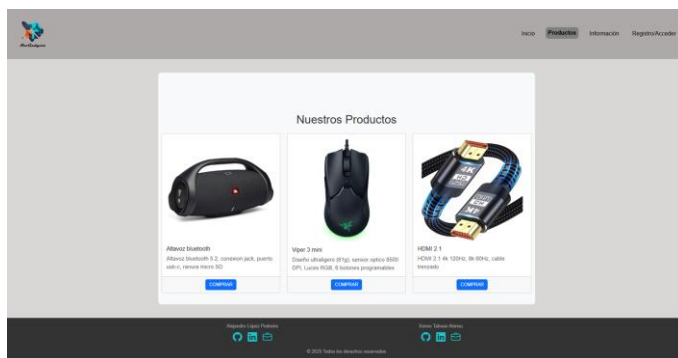 Inicio
Productos
Información
Registro/Acceder
Nuestros Productos
Altavoz bluetooth
Altavoz bluetooth 5.2, conexion jack, puerto
usb-c, ranura micro SD
COMPRAR
Viper 3 mini
Diseño ultraligero (61g), sensor optico 8500
DPI, Luces RGB, 6 botones programables
COMPRAR
4K
HDMI 2.1
HDMI 2.1 4k 120Hz, 8k 60Hz, cable
trenzado
COMPRAR
Alejandro López
© 2025 Todos los derechos reservados